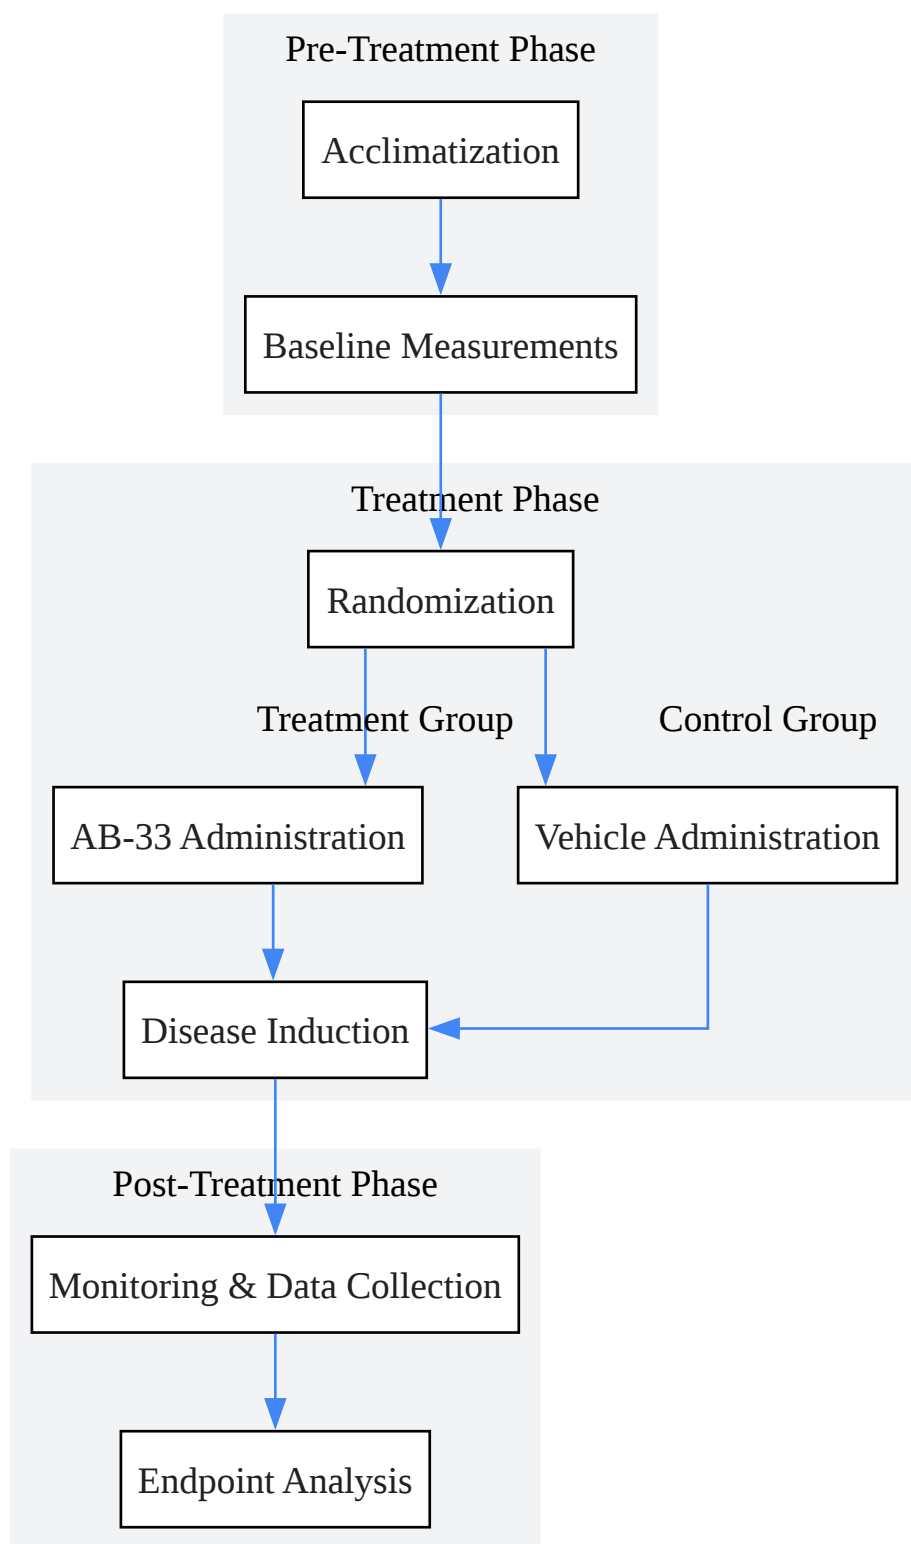 Pre-Treatment Phase
Acclimatization
Baseline Measurements
Treatment Phase
Randomization
Treatment Group
Control Group
AB-33 Administration
Vehicle Administration
Disease Induction
Post-Treatment Phase
Monitoring & Data Collection
Endpoint Analysis